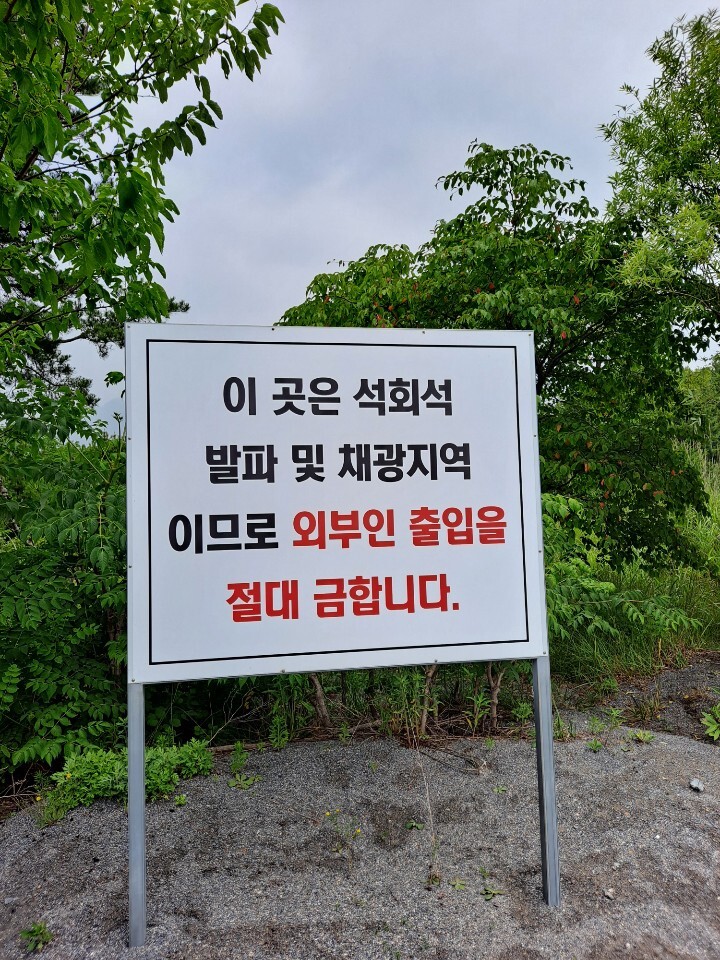 이 곳은 석회석
발파 및 채광지역
이므로 외부인 출입을
절대 금합니다.